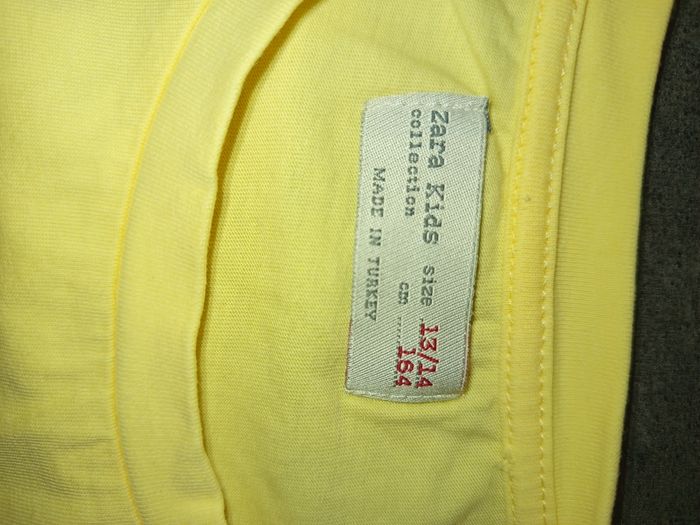 Zara Kids size 13/14
collection cm 164
MADE IN TURKEY